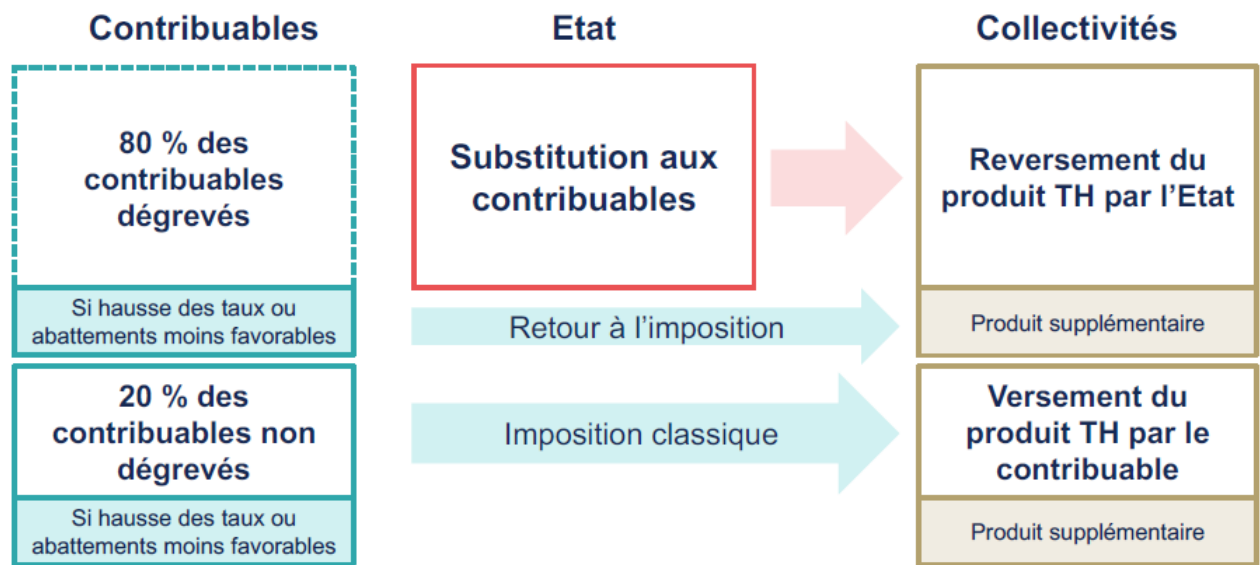 Contribuables
Etat
Collectivités
80 % des
contribuables
dégrevés
Si hausse des taux ou
abattements moins favorables
20 % des
contribuables non
dégrevés
Si hausse des taux ou
abattements moins favorables
Substitution aux
contribuables
Retour à l’imposition
Imposition classique
Reversement du
produit TH par l’Etat
Produit supplémentaire
Versement du
produit TH par le
contribuable
Produit supplémentaire